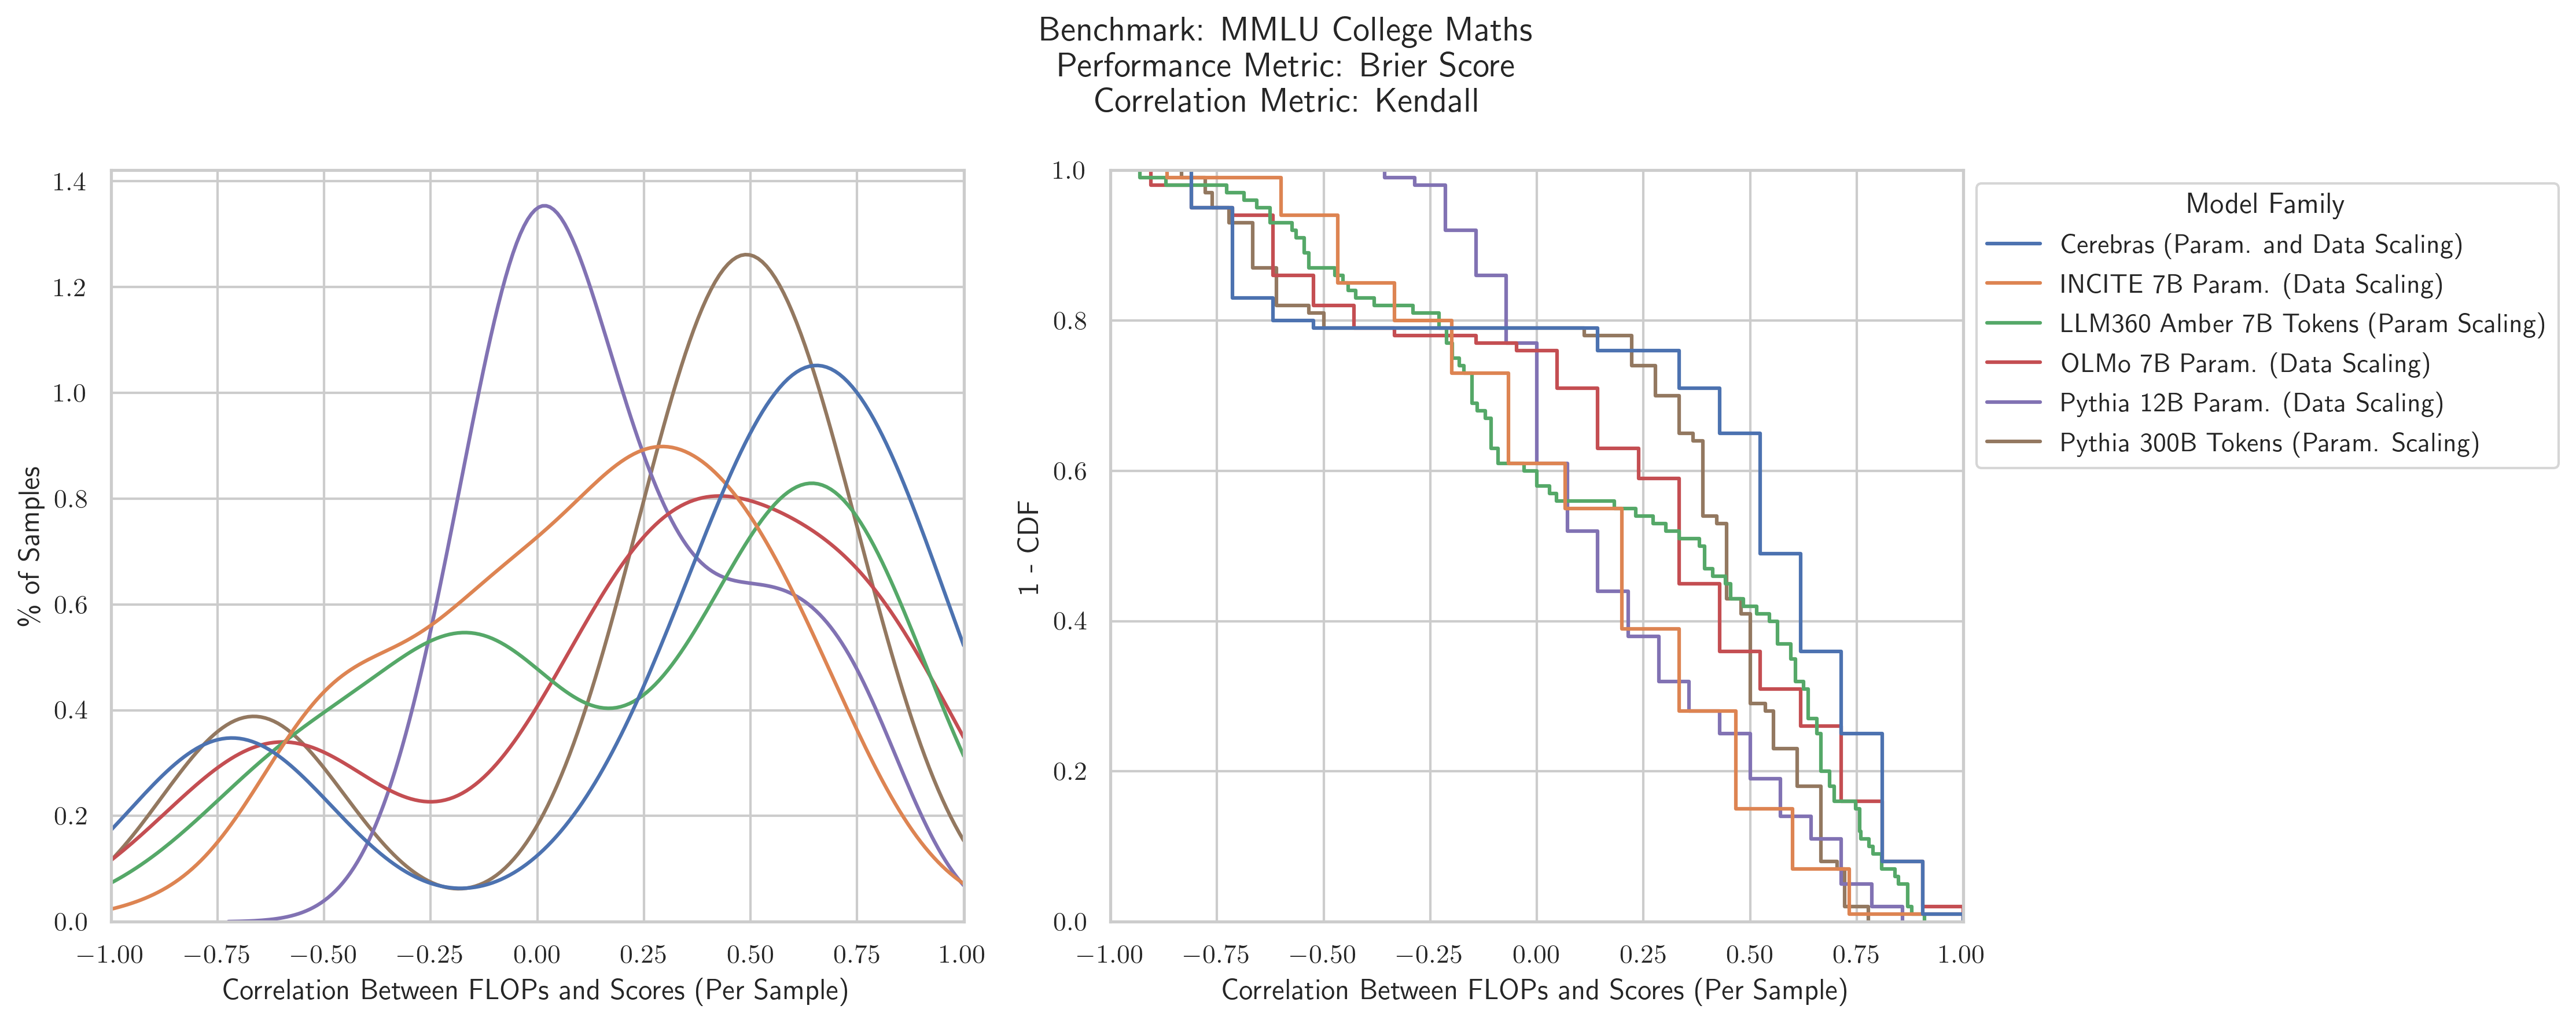 Benchmark: MMLU College Maths
Performance Metric: Brier Score
Correlation Metric: Kendall
% of Samples
1.4
1.2
1.0
0.8
0.6
0.4
0.2
0.0
−1.00 −0.75 −0.50 −0.25 0.00 0.25 0.50 0.75 1.00
Correlation Between FLOPs and Scores (Per Sample)
1 - CDF
1.0
0.8
0.6
0.4
0.2
0.0
−1.00 −0.75 −0.50 −0.25 0.00 0.25 0.50 0.75 1.00
Correlation Between FLOPs and Scores (Per Sample)
Model Family
Cerebras (Param. and Data Scaling)
INCITE 7B Param. (Data Scaling)
LLM360 Amber 7B Tokens (Param Scaling)
OLMo 7B Param. (Data Scaling)
Pythia 12B Param. (Data Scaling)
Pythia 300B Tokens (Param. Scaling)